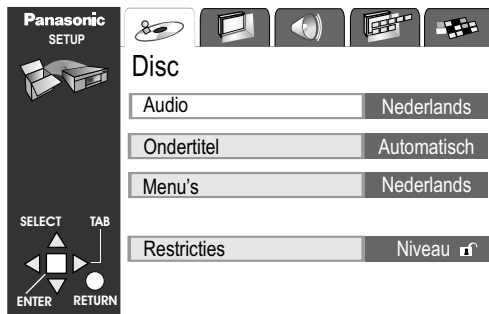 Panasonic
SETUP
Disc
Audio Nederlands
Ondertitel Automatisch
Menu's Nederlands
Restricties Niveau
SELECT TAB
ENTER RETURN